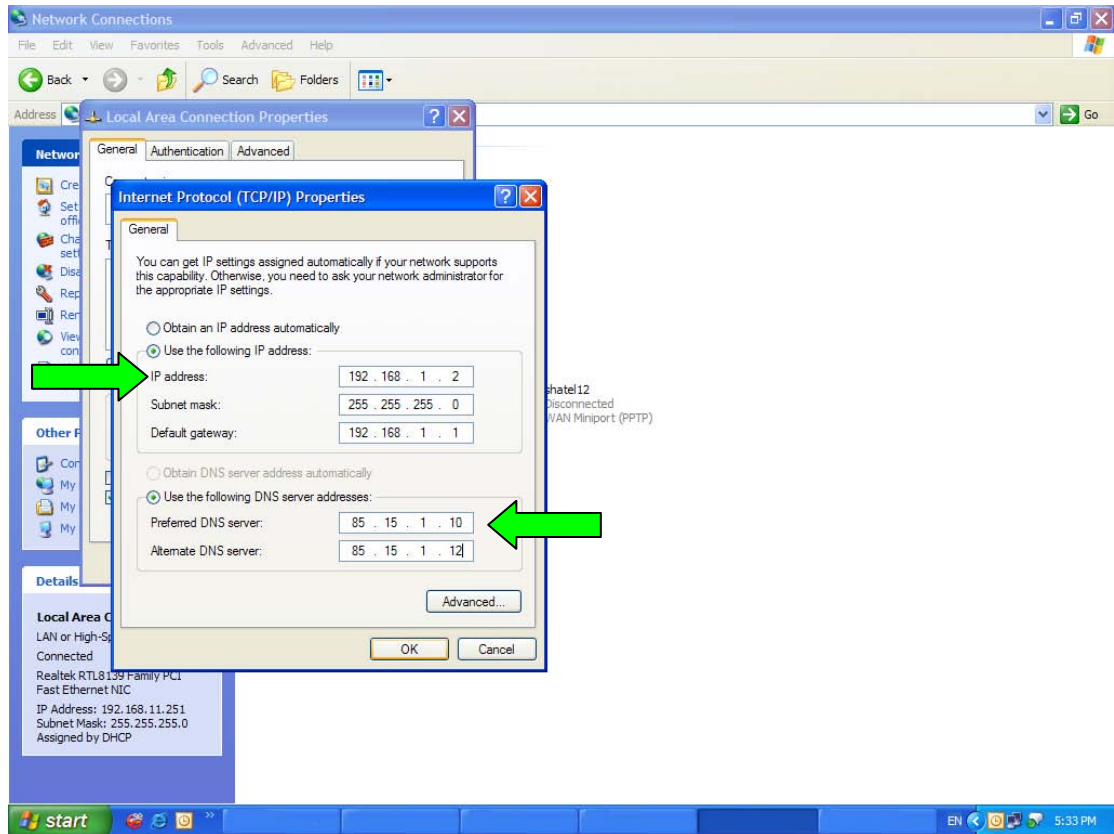 Network Connections
File Edit View Favorites Tools Advanced Help
Back Search Folders
Address Go
Local Area Connection Properties
General Authentication Advanced
Internet Protocol (TCP/IP) Properties
General
You can get IP settings assigned automatically if your network supports
this capability. Otherwise, you need to ask your network administrator for
the appropriate IP settings.
Obtain an IP address automatically
Use the following IP address:
IP address: 192 . 168 . 1 . 2
Subnet mask: 255 . 255 . 255 . 0
Default gateway: 192 . 168 . 1 . 1
Obtain DNS server address automatically
Use the following DNS server addresses:
Preferred DNS server: 85 . 15 . 1 . 10
Alternate DNS server: 85 . 15 . 1 . 12
Advanced...
OK Cancel
shatel12
Disconnected
WAN Miniport (PPTP)
Other
My
My
My
Details
Local Area
LAN or
Connected
Realtek RTL8139 Family PCI
Fast Ethernet NIC
IP Address: 192.168.11.251
Subnet Mask: 255.255.255.0
Assigned by DHCP
start EN 5:33 PM